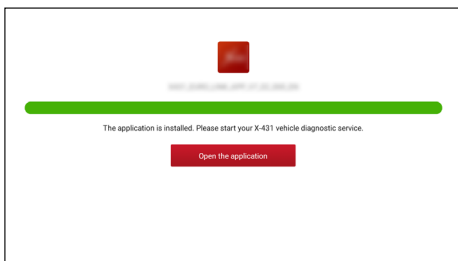 The application is installed. Please start your X-431 vehicle diagnostic service.
Open the application